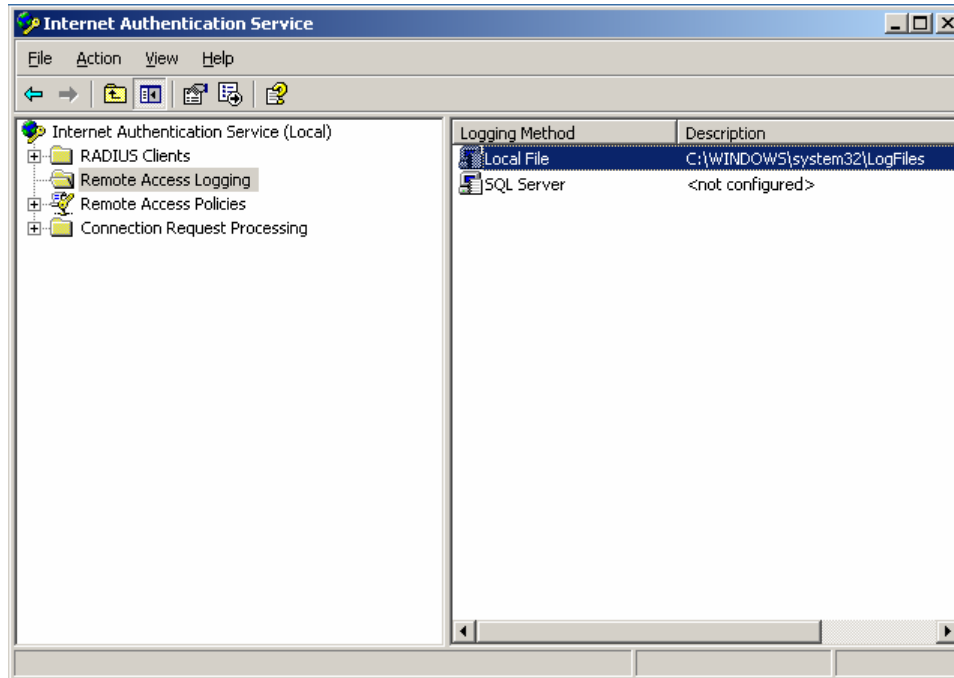 Internet Authentication Service
File Action View Help
Internet Authentication Service (Local)
RADIUS Clients
Remote Access Logging
Remote Access Policies
Connection Request Processing
Logging Method Description
Local File C:\WINDOWS\system32\LogFiles
SQL Server <not configured>